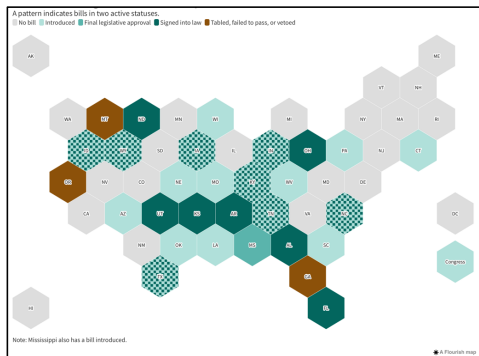 A pattern indicates bills in two active statuses.
No bill Introduced Final legislative approval Signed into law Tabled, failed to pass, or vetoed
AK ME
VT NH
WA MT ND MN WI MI NY MA RI
ID WY SD IA IL IN OH PA NJ CT
OR NV CO NE MO KY WV MD DE
CA AZ UT KS AR TN VA NC DC
NM OK LA MS AL SC Congress
TX GA
HI FL
Note: Mississippi also has a bill introduced.
A Flourish map